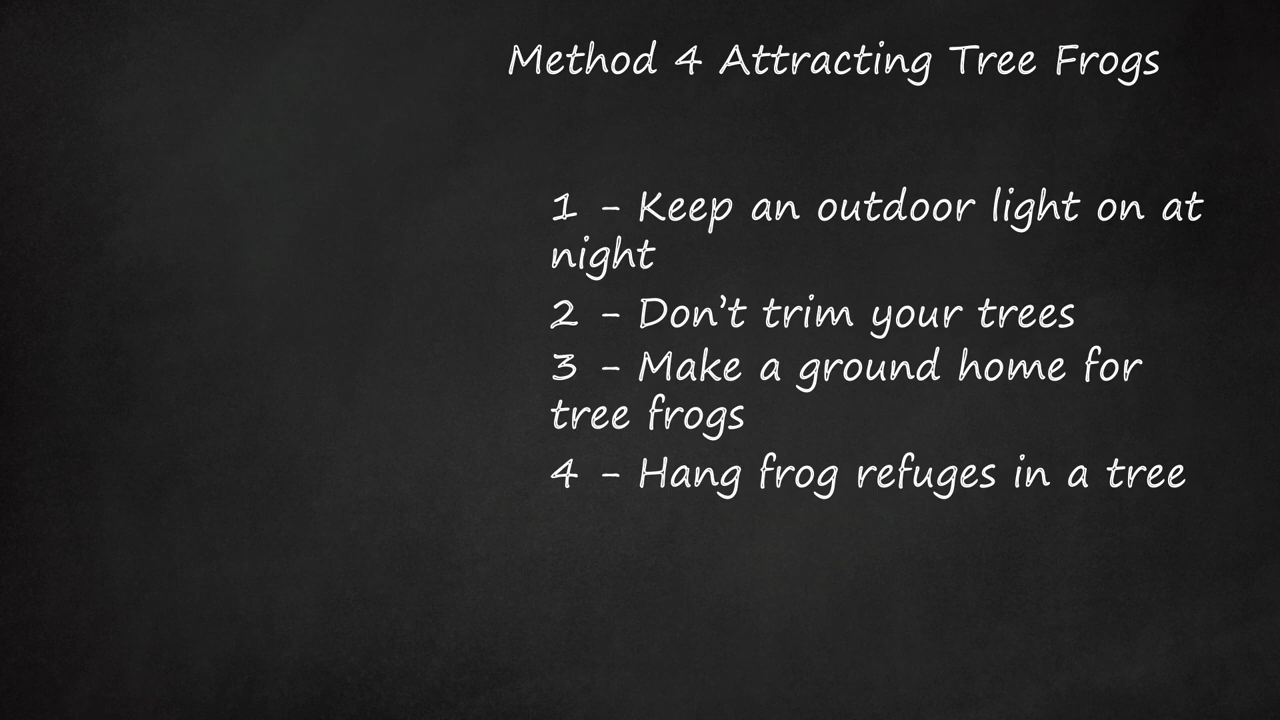 Method 4 Attracting Tree Frogs
1 - Keep an outdoor light on at
night
2 - Don’t trim your trees
3 - Make a ground home for
tree frogs
4 - Hang frog refuges in a tree